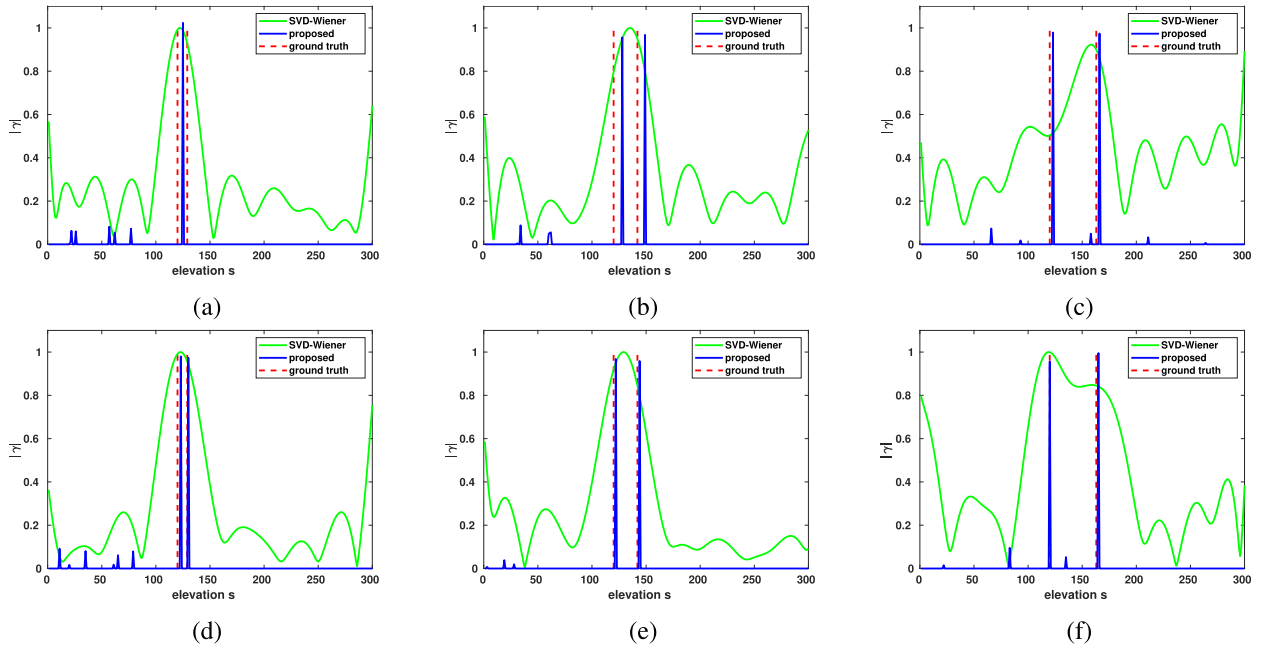 SVD-Wiener
proposed
ground truth
1
0.8
0.6
0.4
0.2
0
|γ|
0 50 100 150 200 250 300
elevation s
(a)
SVD-Wiener
proposed
ground truth
1
0.8
0.6
0.4
0.2
0
|γ|
0 50 100 150 200 250 300
elevation s
(b)
SVD-Wiener
proposed
ground truth
1
0.8
0.6
0.4
0.2
0
|γ|
0 50 100 150 200 250 300
elevation s
(c)
SVD-Wiener
proposed
ground truth
1
0.8
0.6
0.4
0.2
0
|γ|
0 50 100 150 200 250 300
elevation s
(d)
SVD-Wiener
proposed
ground truth
1
0.8
0.6
0.4
0.2
0
|γ|
0 50 100 150 200 250 300
elevation s
(e)
SVD-Wiener
proposed
ground truth
1
0.8
0.6
0.4
0.2
0
|γ|
0 50 100 150 200 250 300
elevation s
(f)